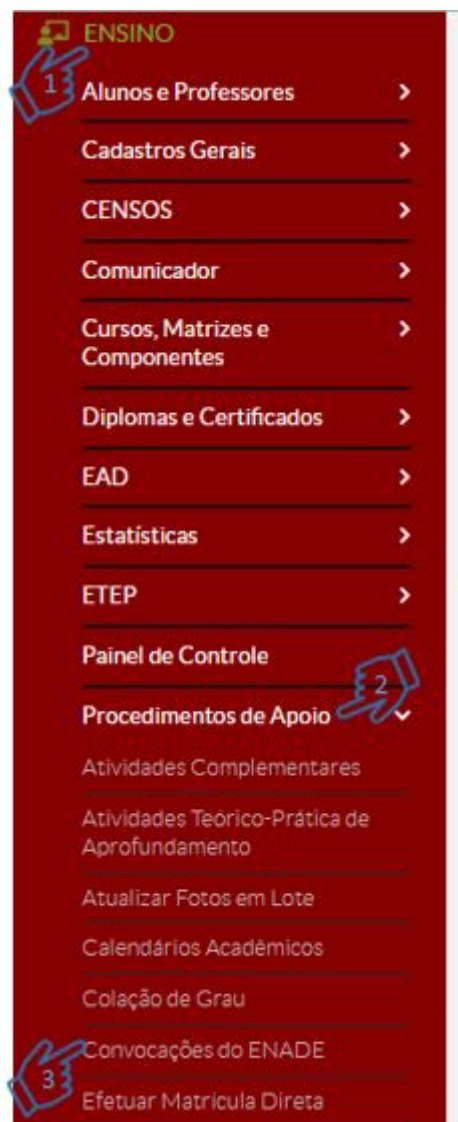 ENSINO
1
Alunos e Professores
Cadastros Gerais
CENSOS
Comunicador
Cursos, Matrizes e
Componentes
Diplomas e Certificados
EAD
Estatísticas
ETEP
Painel de Controle
2
Procedimentos de Apoio
Atividades Complementares
Atividades Teórico-Prática de
Aprofundamento
Atualizar Fotos em Lote
Calendários Acadêmicos
Colação de Grau
Convocações do ENADE
3
Efetuar Matricula Direta